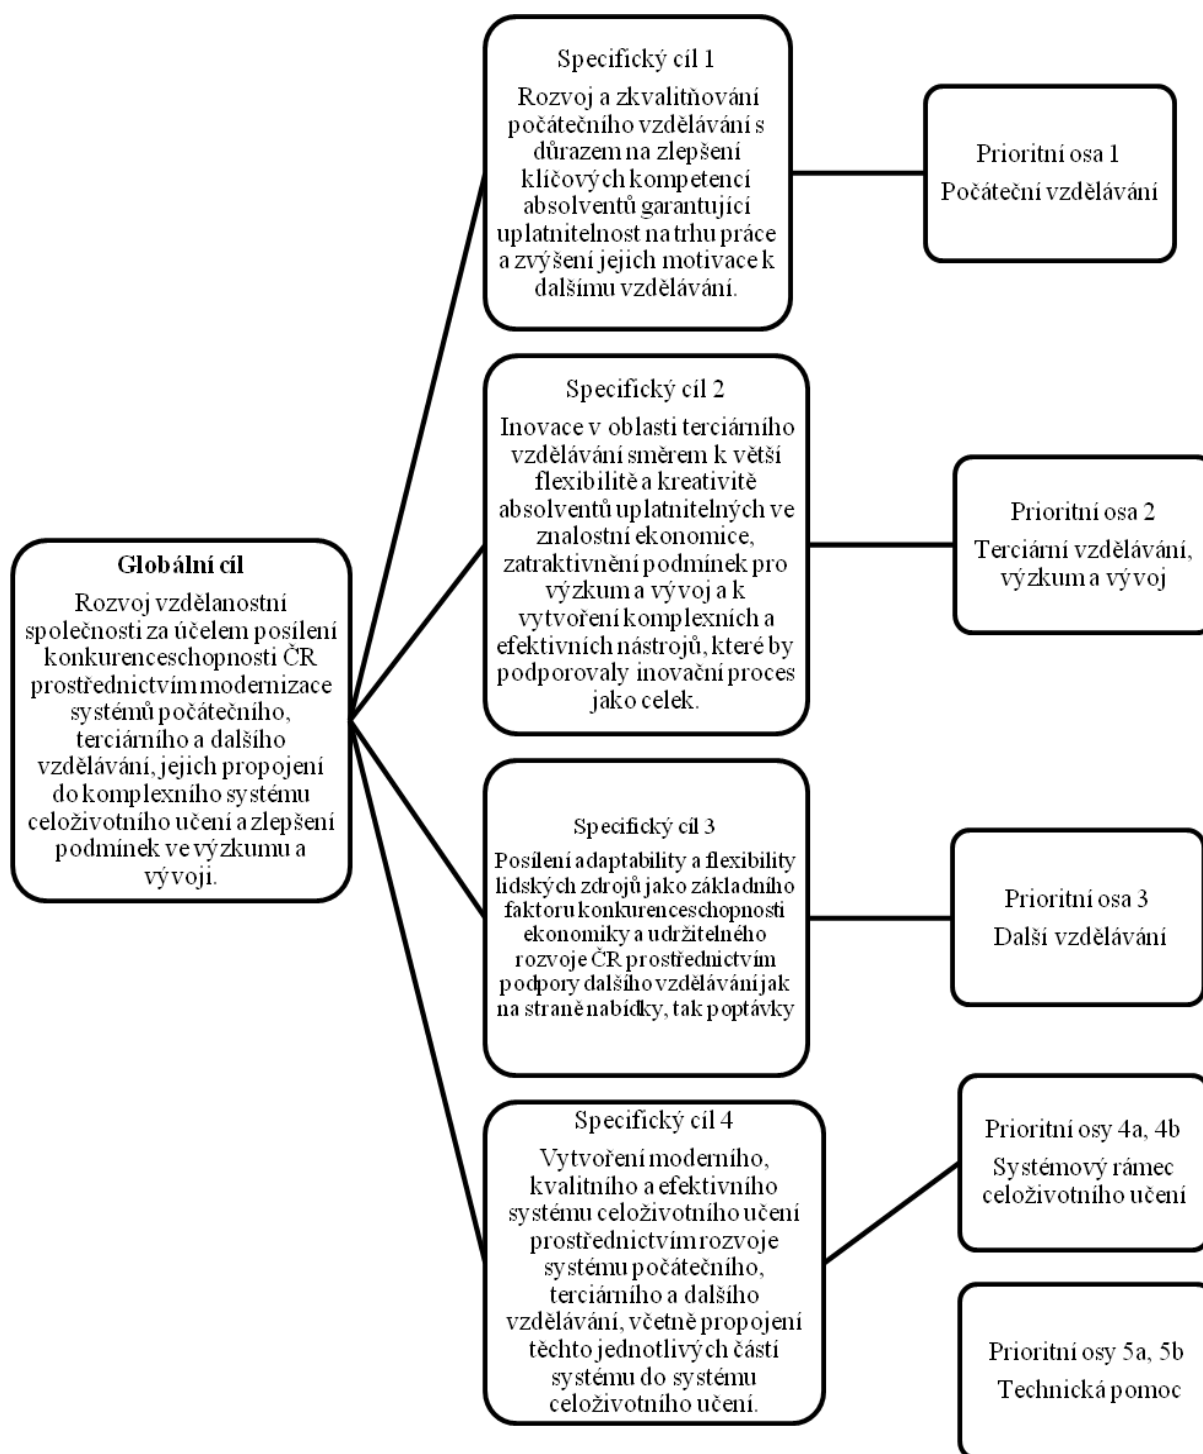 Globální cíl
Rozvoj vzdělanostní
společnosti za účelem posílení
konkurenceschopnosti ČR
prostřednictvím modernizace
systémů počátečního,
terciárního a dalšího
vzdělávání, jejich propojení
do komplexního systému
celoživotního učení a zlepšení
podmínek ve výzkumu a
vývoji.
Specifický cíl 1
Rozvoj a zkvalitňování
počátečního vzdělávání s
důrazem na zlepšení
klíčových kompetencí
absolventů garantující
uplatnitelnost na trhu práce
a zvýšení jejich motivace k
dalšímu vzdělávání.
Prioritní osa 1
Počáteční vzdělávání
Specifický cíl 2
Inovace v oblasti terciárního
vzdělávání směrem k větší
flexibilitě a kreativitě
absolventů uplatnitelných ve
znalostní ekonomice,
zatraktivnění podmínek pro
výzkum a vývoj a k
vytvoření komplexních a
efektivních nástrojů, které by
podporovaly inovační proces
jako celek.
Prioritní osa 2
Terciární vzdělávání,
výzkum a vývoj
Specifický cíl 3
Posílení adaptability a flexibility
lidských zdrojů jako základního
faktoru konkurenceschopnosti
ekonomiky a udržitelného
rozvoje ČR prostřednictvím
podpory dalšího vzdělávání jak
na straně nabídky, tak poptávky
Prioritní osa 3
Další vzdělávání
Specifický cíl 4
Vytvoření moderního,
kvalitního a efektivního
systému celoživotního učení
prostřednictvím rozvoje
systému počátečního,
terciárního a dalšího
vzdělávání, včetně propojení
těchto jednotlivých částí
systému do systému
celoživotního učení.
Prioritní osy 4a, 4b
Systémový rámec
celoživotního učení
Prioritní osy 5a, 5b
Technická pomoc